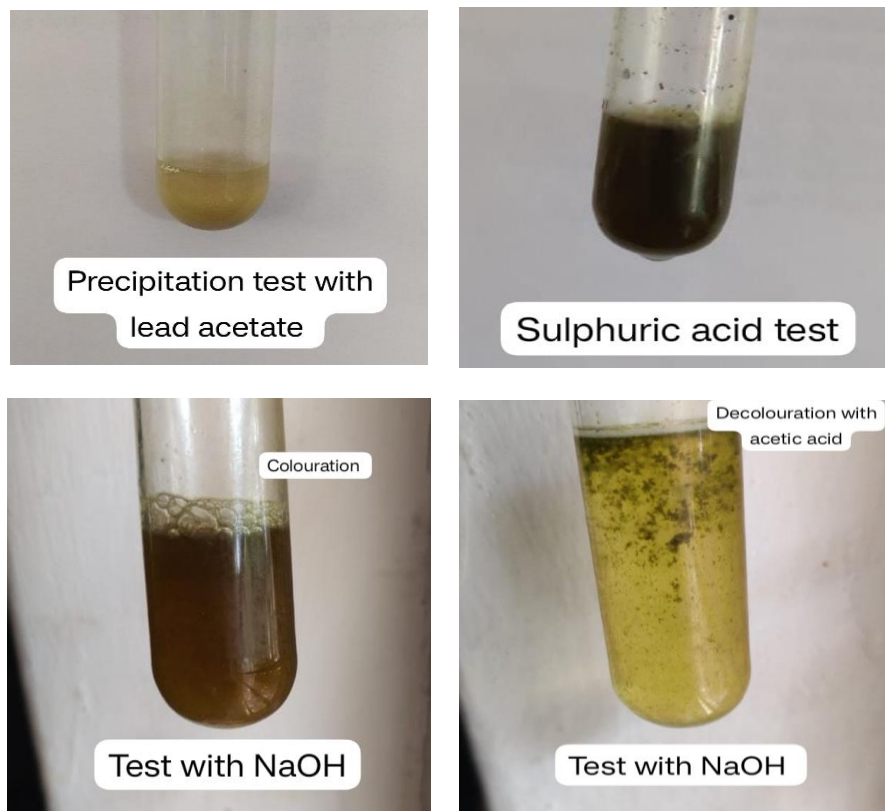 Precipitation test with
lead acetate
Sulphuric acid test
Colouration
Test with NaOH
Decolouration with
acetic acid
Test with NaOH